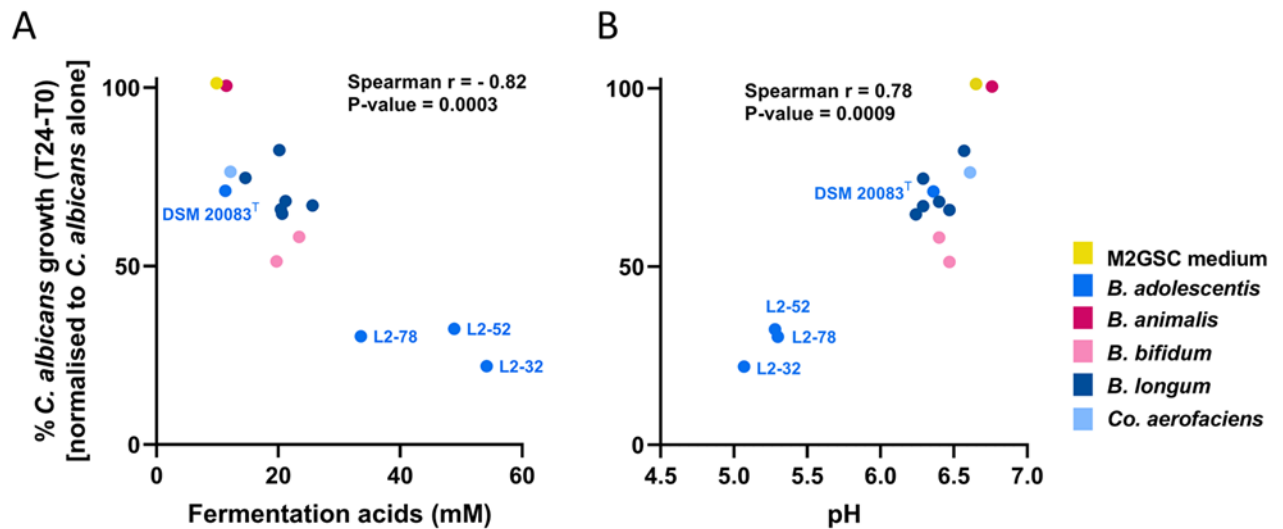 A
% C. albicans growth (T24-T0)
[normalised to C. albicans alone]
100
50
0
0
20
40
60
Fermentation acids (mM)
Spearman r = - 0.82
P-value = 0.0003
DSM 20083T
L2-78
L2-52
L2-32
B
100
50
0
4.5
5.0
5.5
6.0
6.5
7.0
pH
Spearman r = 0.78
P-value = 0.0009
DSM 20083T
L2-52
L2-78
L2-32
M2GSC medium
B. adolescentis
B. animalis
B. bifidum
B. longum
Co. aerofaciens